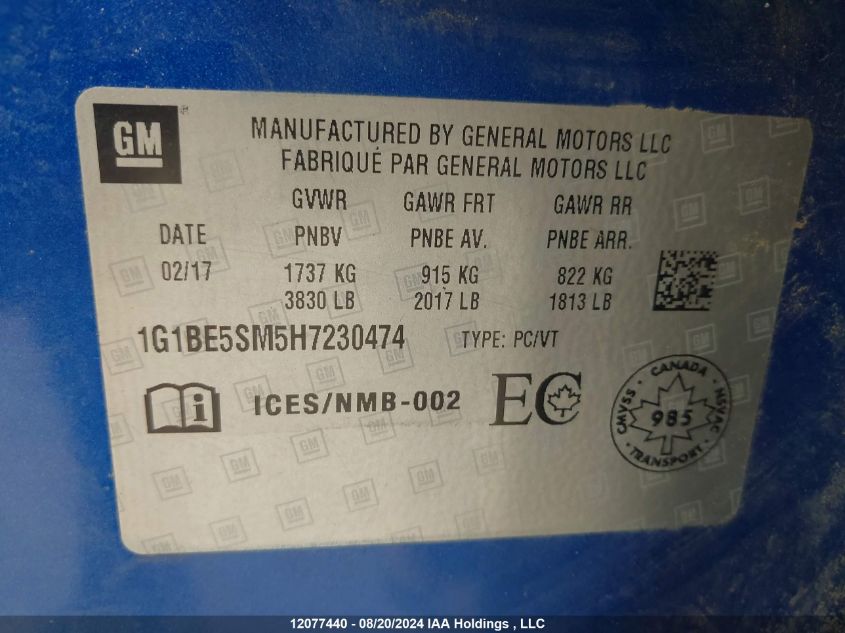 GM
MANUFACTURED BY GENERAL MOTORS LLC
FABRIQUÉ PAR GENERAL MOTORS LLC
GVWR GAWR FRT GAWR RR
DATE PNBV PNBE AV. PNBE ARR.
02/17 1737 KG 915 KG 822 KG
3830 LB 2017 LB 1813 LB
1G1BE5SM5H7230474 TYPE: PC/VT
i ICES/NMB-002 EC
CANADA
CMVSS 985 NSVAC
TRANSPORT
12077440 - 08/20/2024 IAA Holdings , LLC